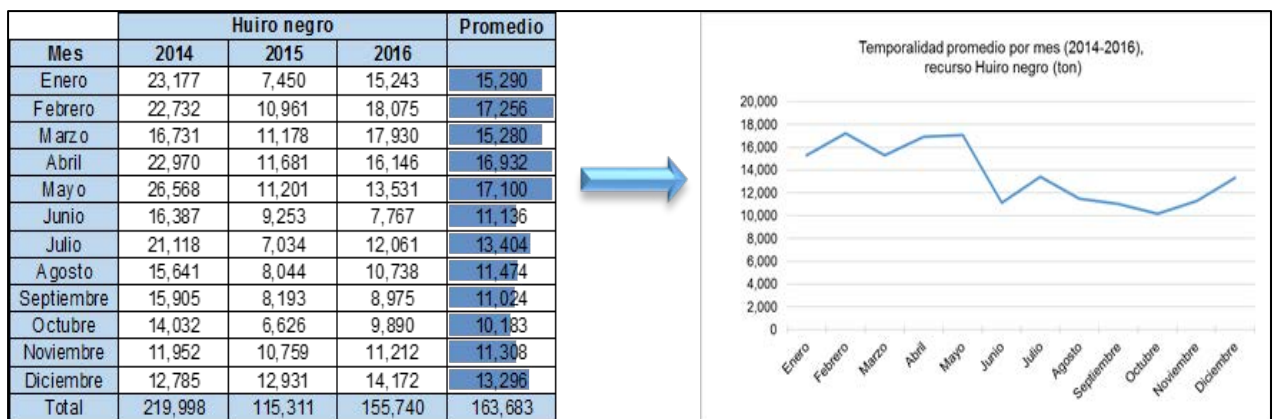 Huiro negro Promedio
Mes 2014 2015 2016
Enero 23,177 7,450 15,243 15,290
Febrero 22,732 10,961 18,075 17,256
Marzo 16,731 11,178 17,930 15,280
Abril 22,970 11,681 16,146 16,932
Mayo 26,568 11,201 13,531 17,100
Junio 16,387 9,253 7,767 11,136
Julio 21,118 7,034 12,061 13,404
Agosto 15,641 8,044 10,738 11,474
Septiembre 15,905 8,193 8,975 11,024
Octubre 14,032 6,626 9,890 10,183
Noviembre 11,952 10,759 11,212 11,308
Diciembre 12,785 12,931 14,172 13,296
Total 219,998 115,311 155,740 163,683
Temporalidad promedio por mes (2014-2016),
recurso Huiro negro (ton)
20,000
18,000
16,000
14,000
12,000
10,000
8,000
6,000
4,000
2,000
0
Enero Febrero Marzo Abril Mayo Junio Julio Agosto Septiembre Octubre Noviembre Diciembre